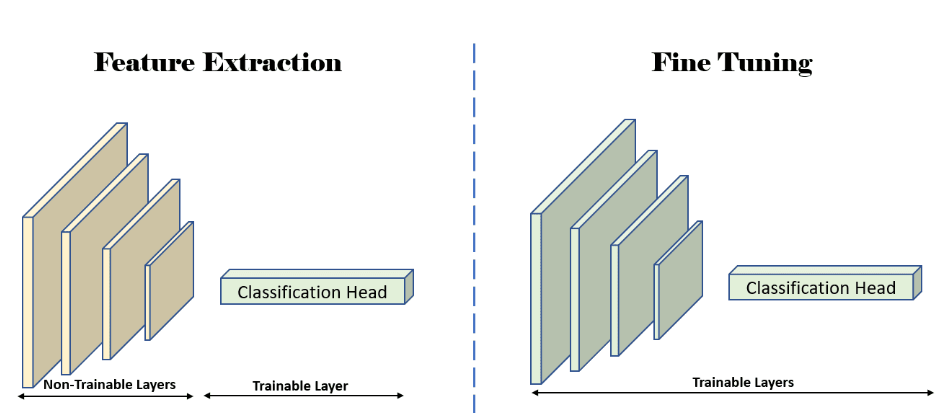 Feature Extraction
Classification Head
Non-Trainable Layers
Trainable Layer
Fine Tuning
Classification Head
Trainable Layers